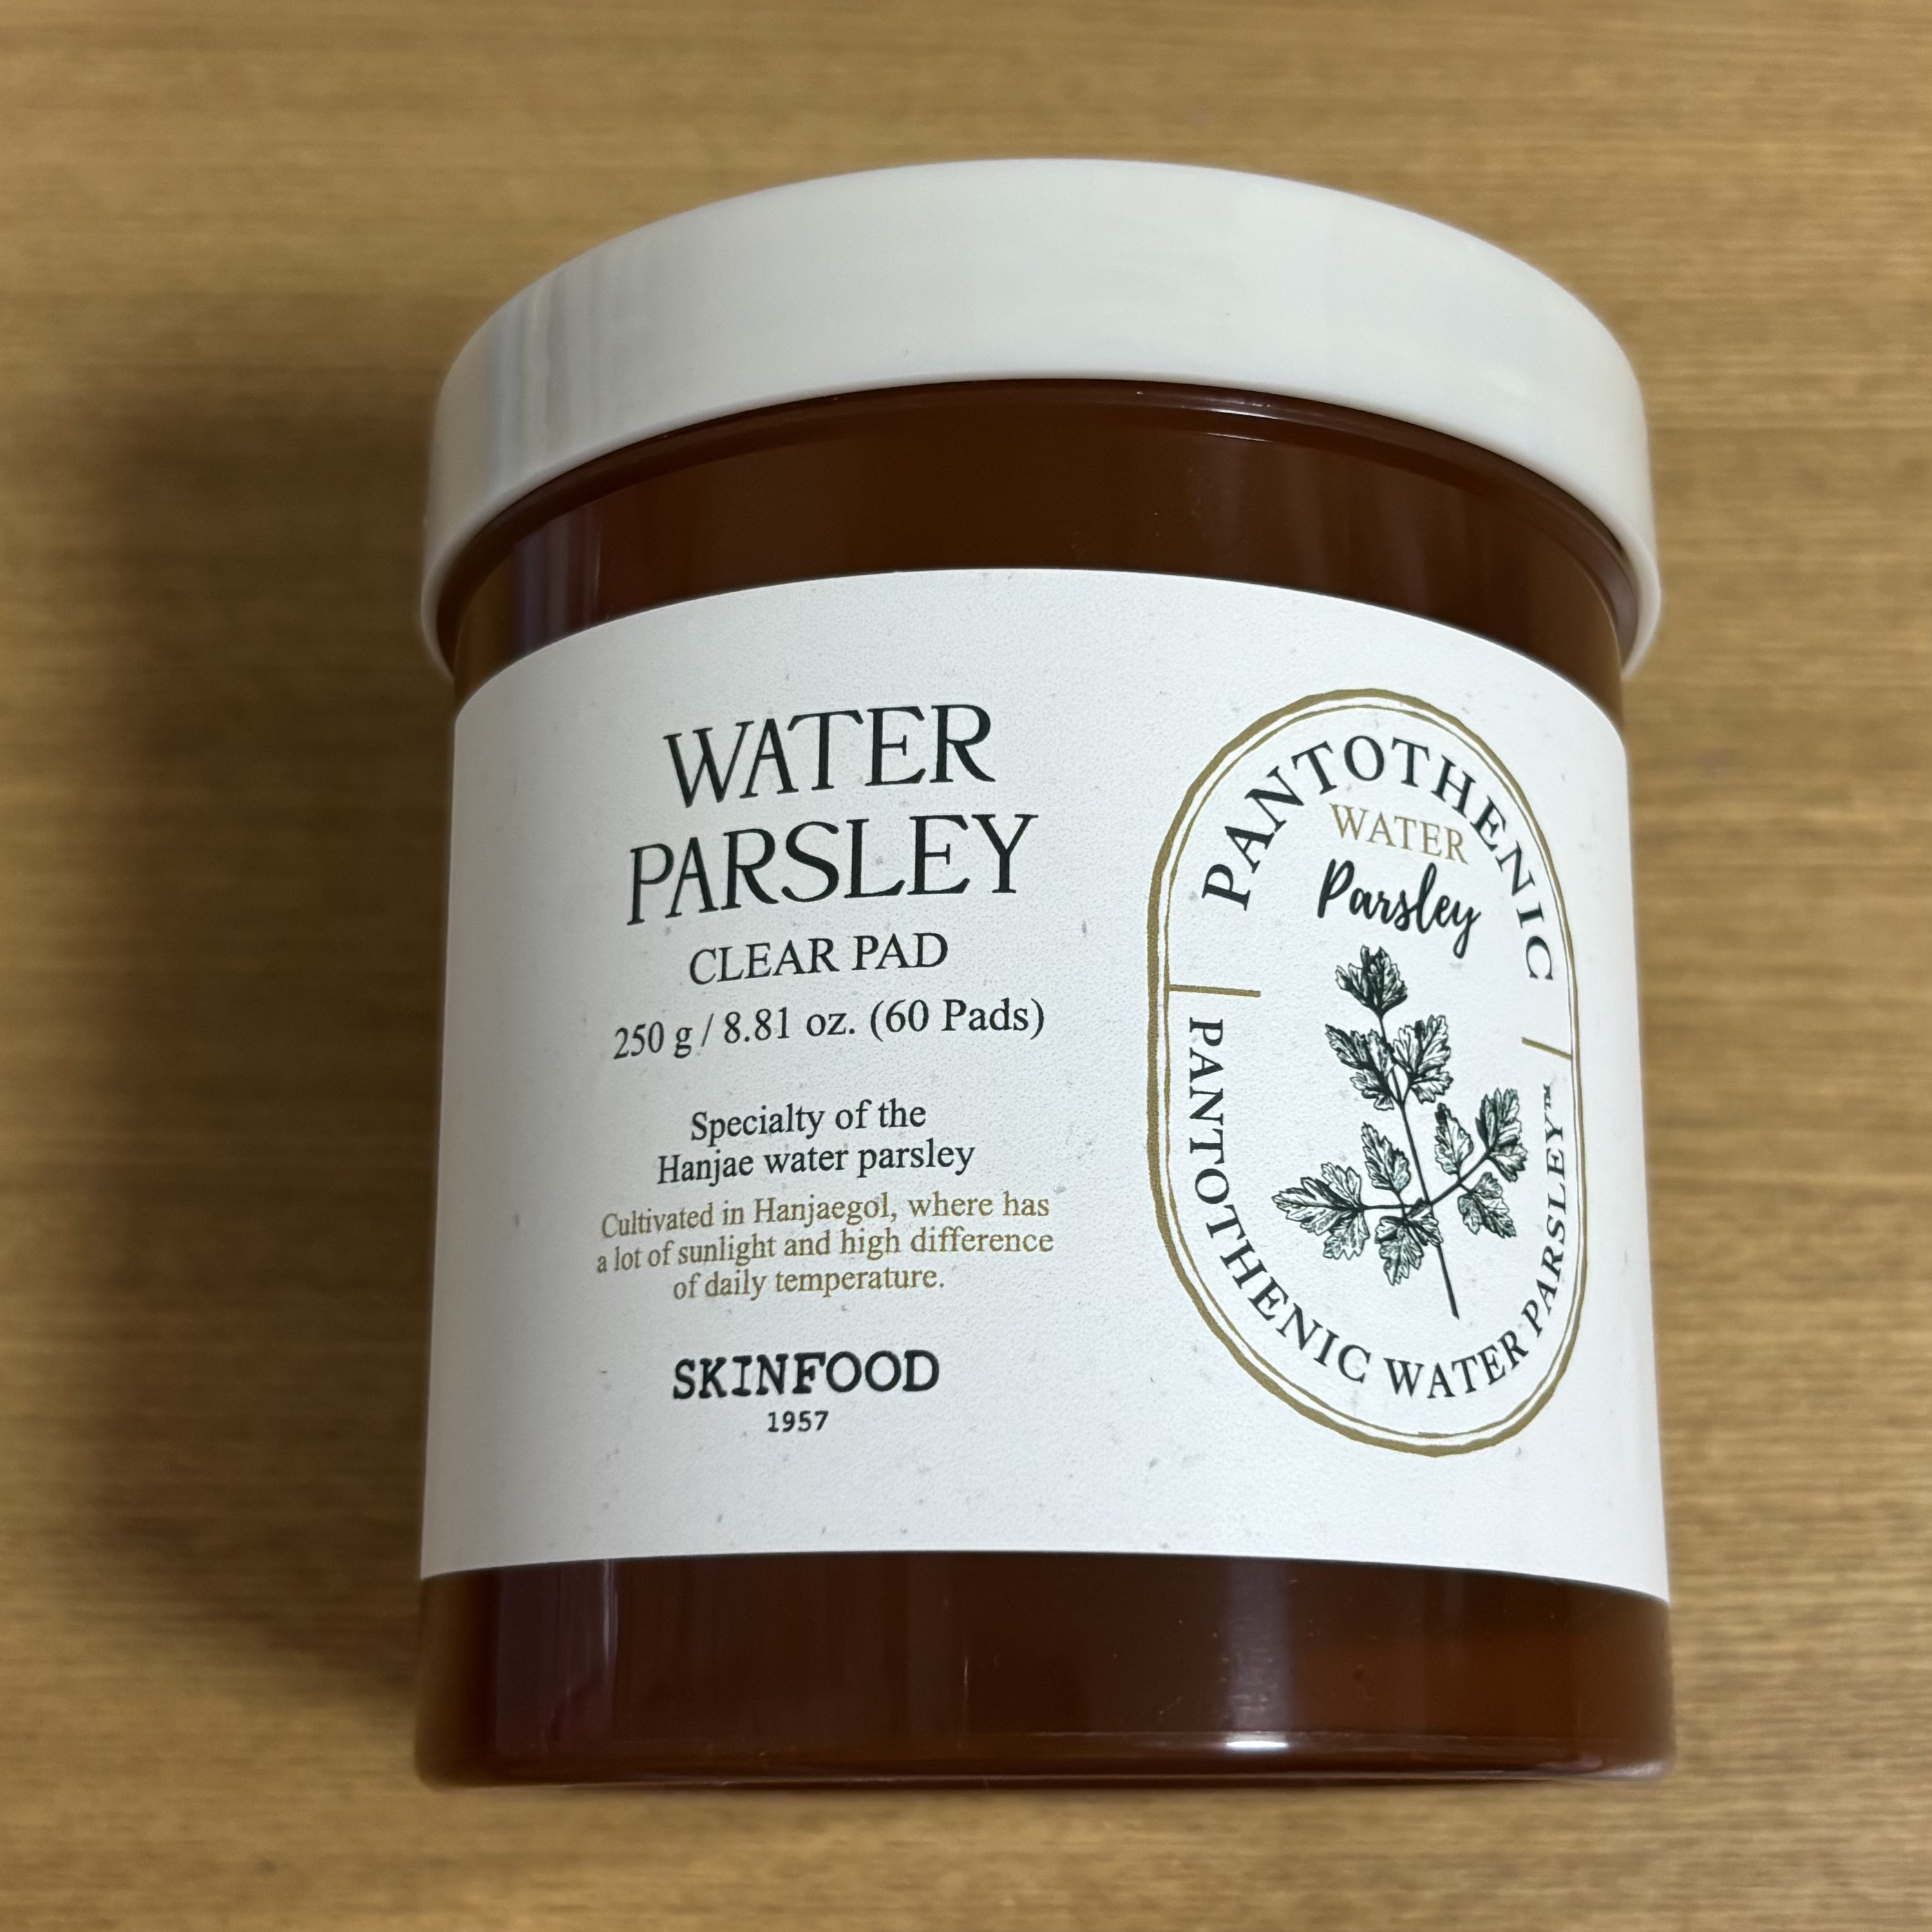 WATER
PARSLEY
CLEAR PAD
250 g / 8.81 oz. (60 Pads)
Specialty of the
Hanjae water parsley
Cultivated in Hanjaegol, where has
a lot of sunlight and high difference
of daily temperature.
SKINFOOD
1957
PANTOTHENIC
WATER
Parsley
PANTOTHENIC WATER PARSLEY™